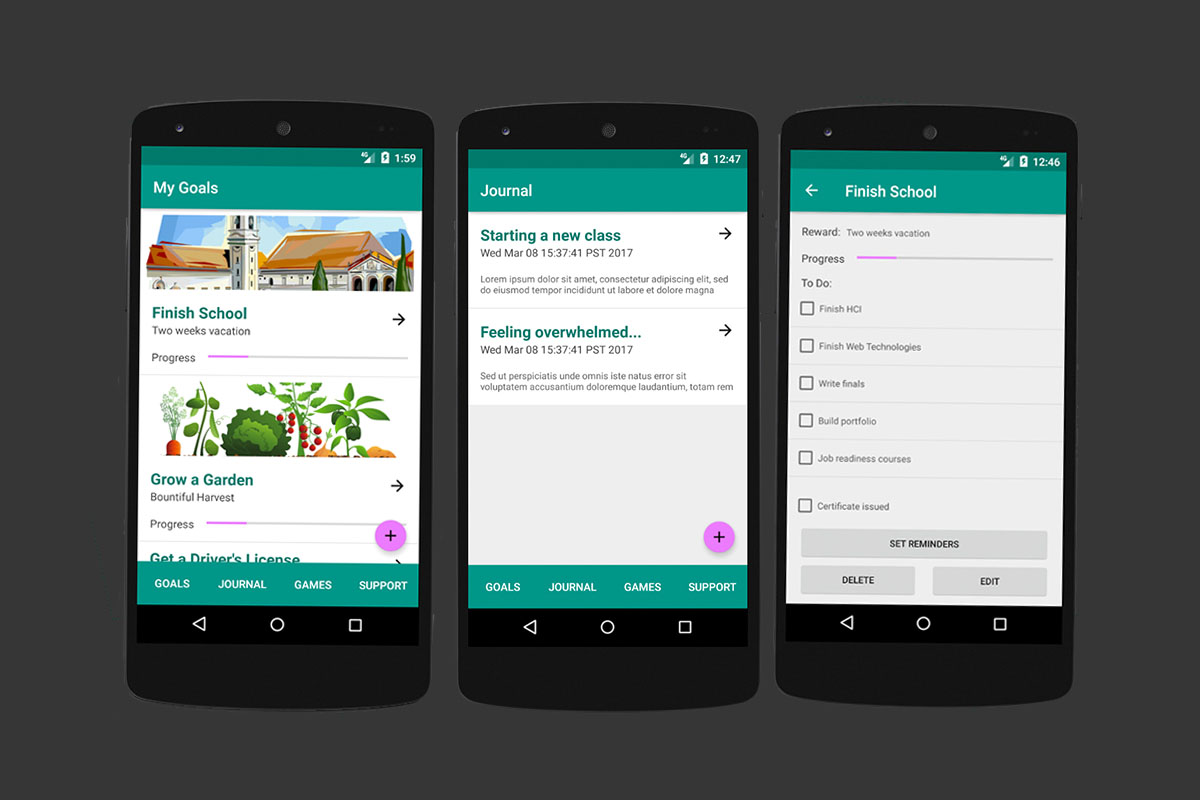 4G 1:59
My Goals
Finish School
Two weeks vacation
Progress
Grow a Garden
Bountiful Harvest
Progress
Get a Driver's License
GOALS JOURNAL GAMES SUPPORT
4G 12:47
Journal
Starting a new class
Wed Mar 08 15:37:41 PST 2017
Lorem ipsum dolor sit amet, consectetur adipiscing elit, sed
do eiusmod tempor incididunt ut labore et dolore magna
Feeling overwhelmed...
Wed Mar 08 15:37:41 PST 2017
Sed ut perspiciatis unde omnis iste natus error sit
voluptatem accusantium doloremque laudantium, totam rem
GOALS JOURNAL GAMES SUPPORT
4G 12:46
Finish School
Reward: Two weeks vacation
Progress
To Do:
Finish HCI
Finish Web Technologies
Write finals
Build portfolio
Job readiness courses
Certificate issued
SET REMINDERS
DELETE EDIT